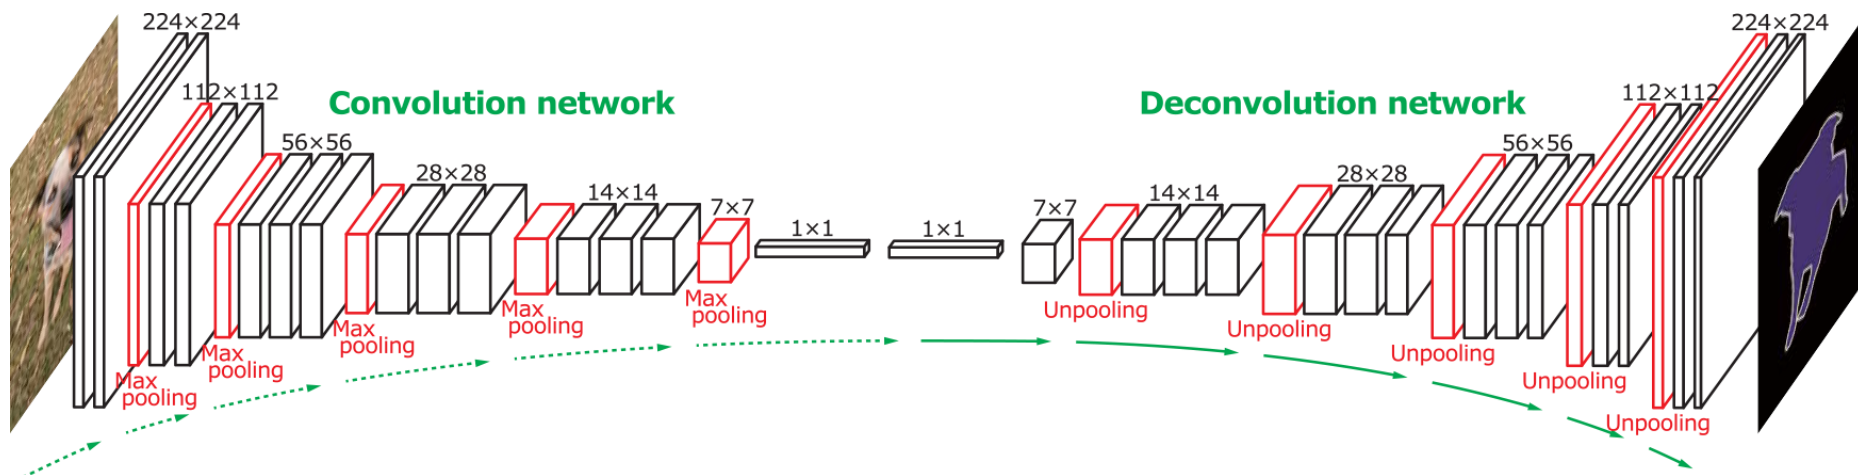 224×224
112×112
Convolution network
56×56
28×28
14×14
7×7
1×1
1×1
7×7
14×14
28×28
56×56
Deconvolution network
112×112
224×224
Max
pooling
Max
pooling
Max
pooling
Max
pooling
Max
pooling
Unpooling
Unpooling
Unpooling
Unpooling
Unpooling